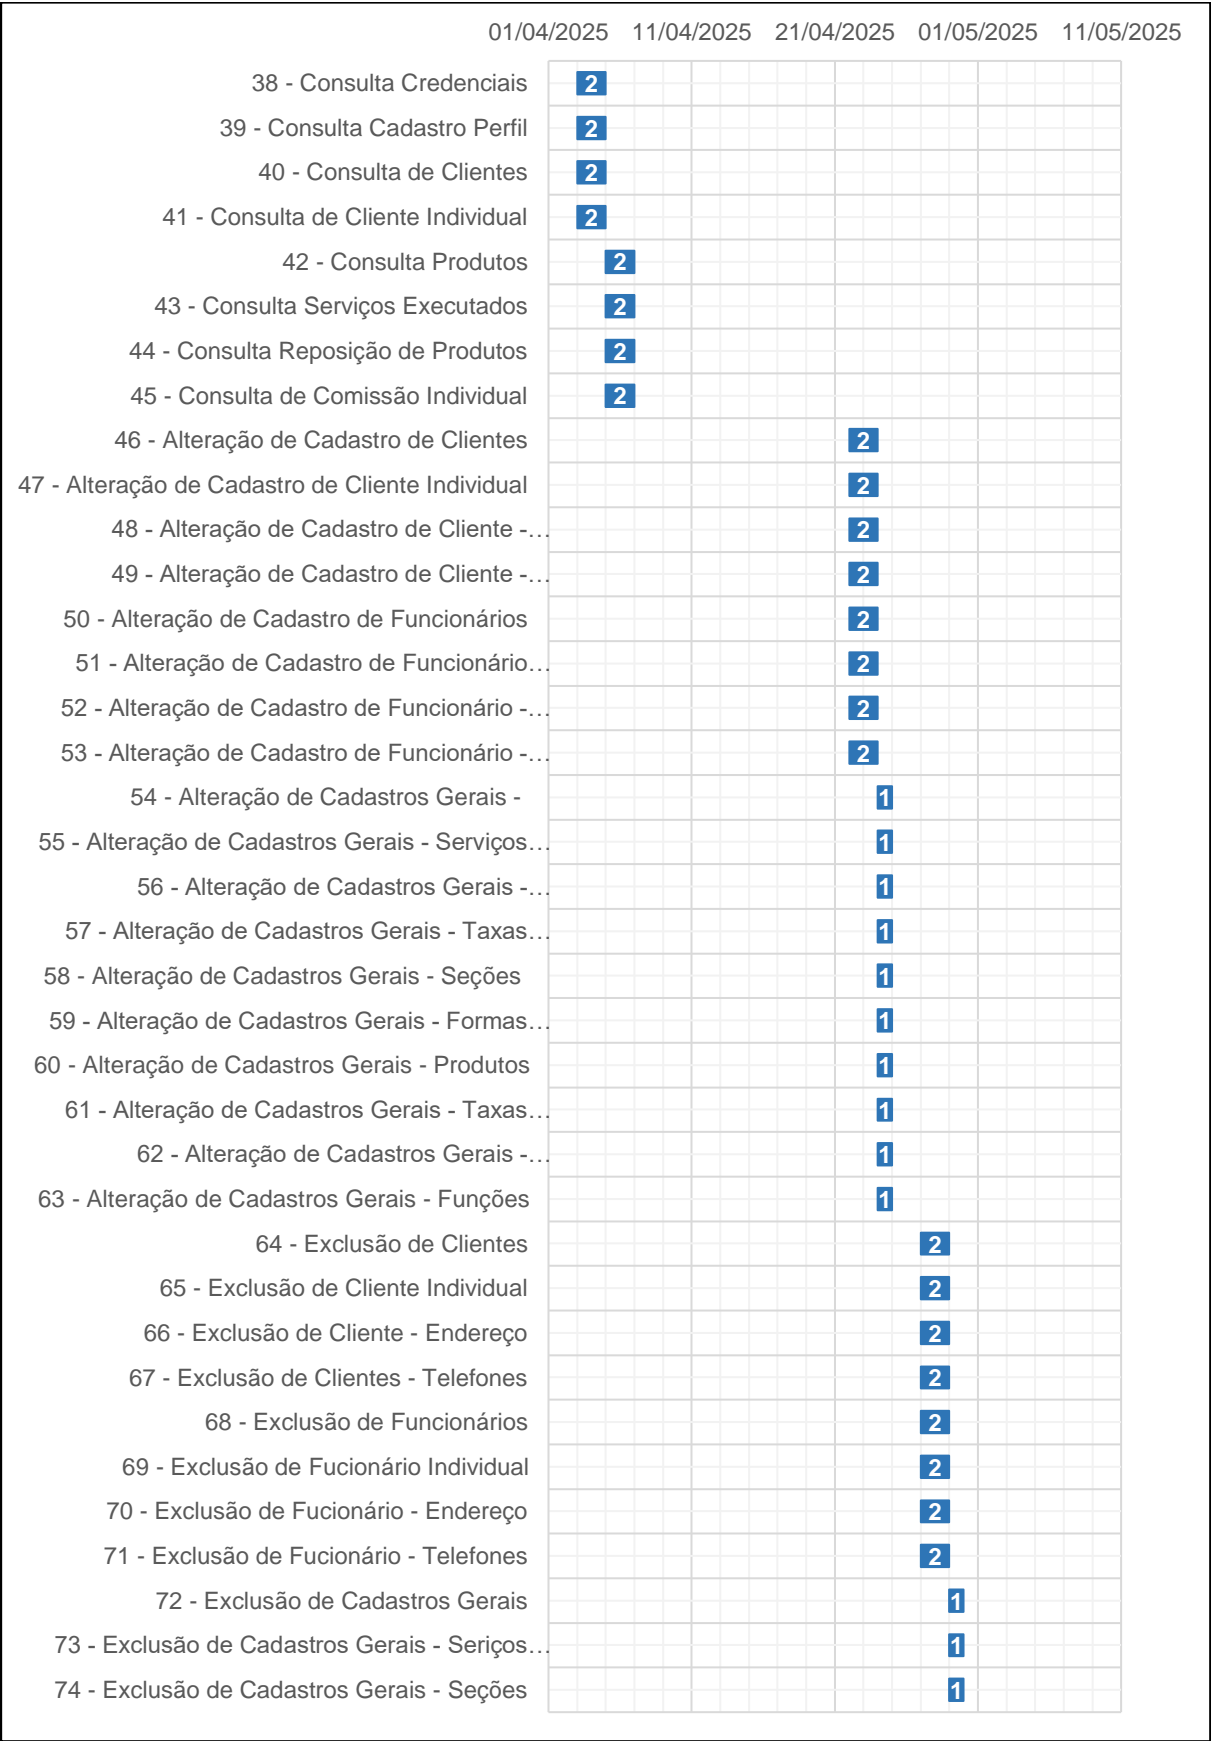 01/04/2025 11/04/2025 21/04/2025 01/05/2025 11/05/2025
38 - Consulta Credenciais 2
39 - Consulta Cadastro Perfil 2
40 - Consulta de Clientes 2
41 - Consulta de Cliente Individual 2
42 - Consulta Produtos 2
43 - Consulta Serviços Executados 2
44 - Consulta Reposição de Produtos 2
45 - Consulta de Comissão Individual 2
46 - Alteração de Cadastro de Clientes 2
47 - Alteração de Cadastro de Cliente Individual 2
48 - Alteração de Cadastro de Cliente -… 2
49 - Alteração de Cadastro de Cliente -… 2
50 - Alteração de Cadastro de Funcionários 2
51 - Alteração de Cadastro de Funcionário… 2
52 - Alteração de Cadastro de Funcionário -… 2
53 - Alteração de Cadastro de Funcionário -… 2
54 - Alteração de Cadastros Gerais - 1
55 - Alteração de Cadastros Gerais - Serviços… 1
56 - Alteração de Cadastros Gerais -… 1
57 - Alteração de Cadastros Gerais - Taxas… 1
58 - Alteração de Cadastros Gerais - Seções 1
59 - Alteração de Cadastros Gerais - Formas… 1
60 - Alteração de Cadastros Gerais - Produtos 1
61 - Alteração de Cadastros Gerais - Taxas… 1
62 - Alteração de Cadastros Gerais -… 1
63 - Alteração de Cadastros Gerais - Funções 1
64 - Exclusão de Clientes 2
65 - Exclusão de Cliente Individual 2
66 - Exclusão de Cliente - Endereço 2
67 - Exclusão de Clientes - Telefones 2
68 - Exclusão de Funcionários 2
69 - Exclusão de Fucionário Individual 2
70 - Exclusão de Fucionário - Endereço 2
71 - Exclusão de Fucionário - Telefones 2
72 - Exclusão de Cadastros Gerais 1
73 - Exclusão de Cadastros Gerais - Seriços… 1
74 - Exclusão de Cadastros Gerais - Seções 1